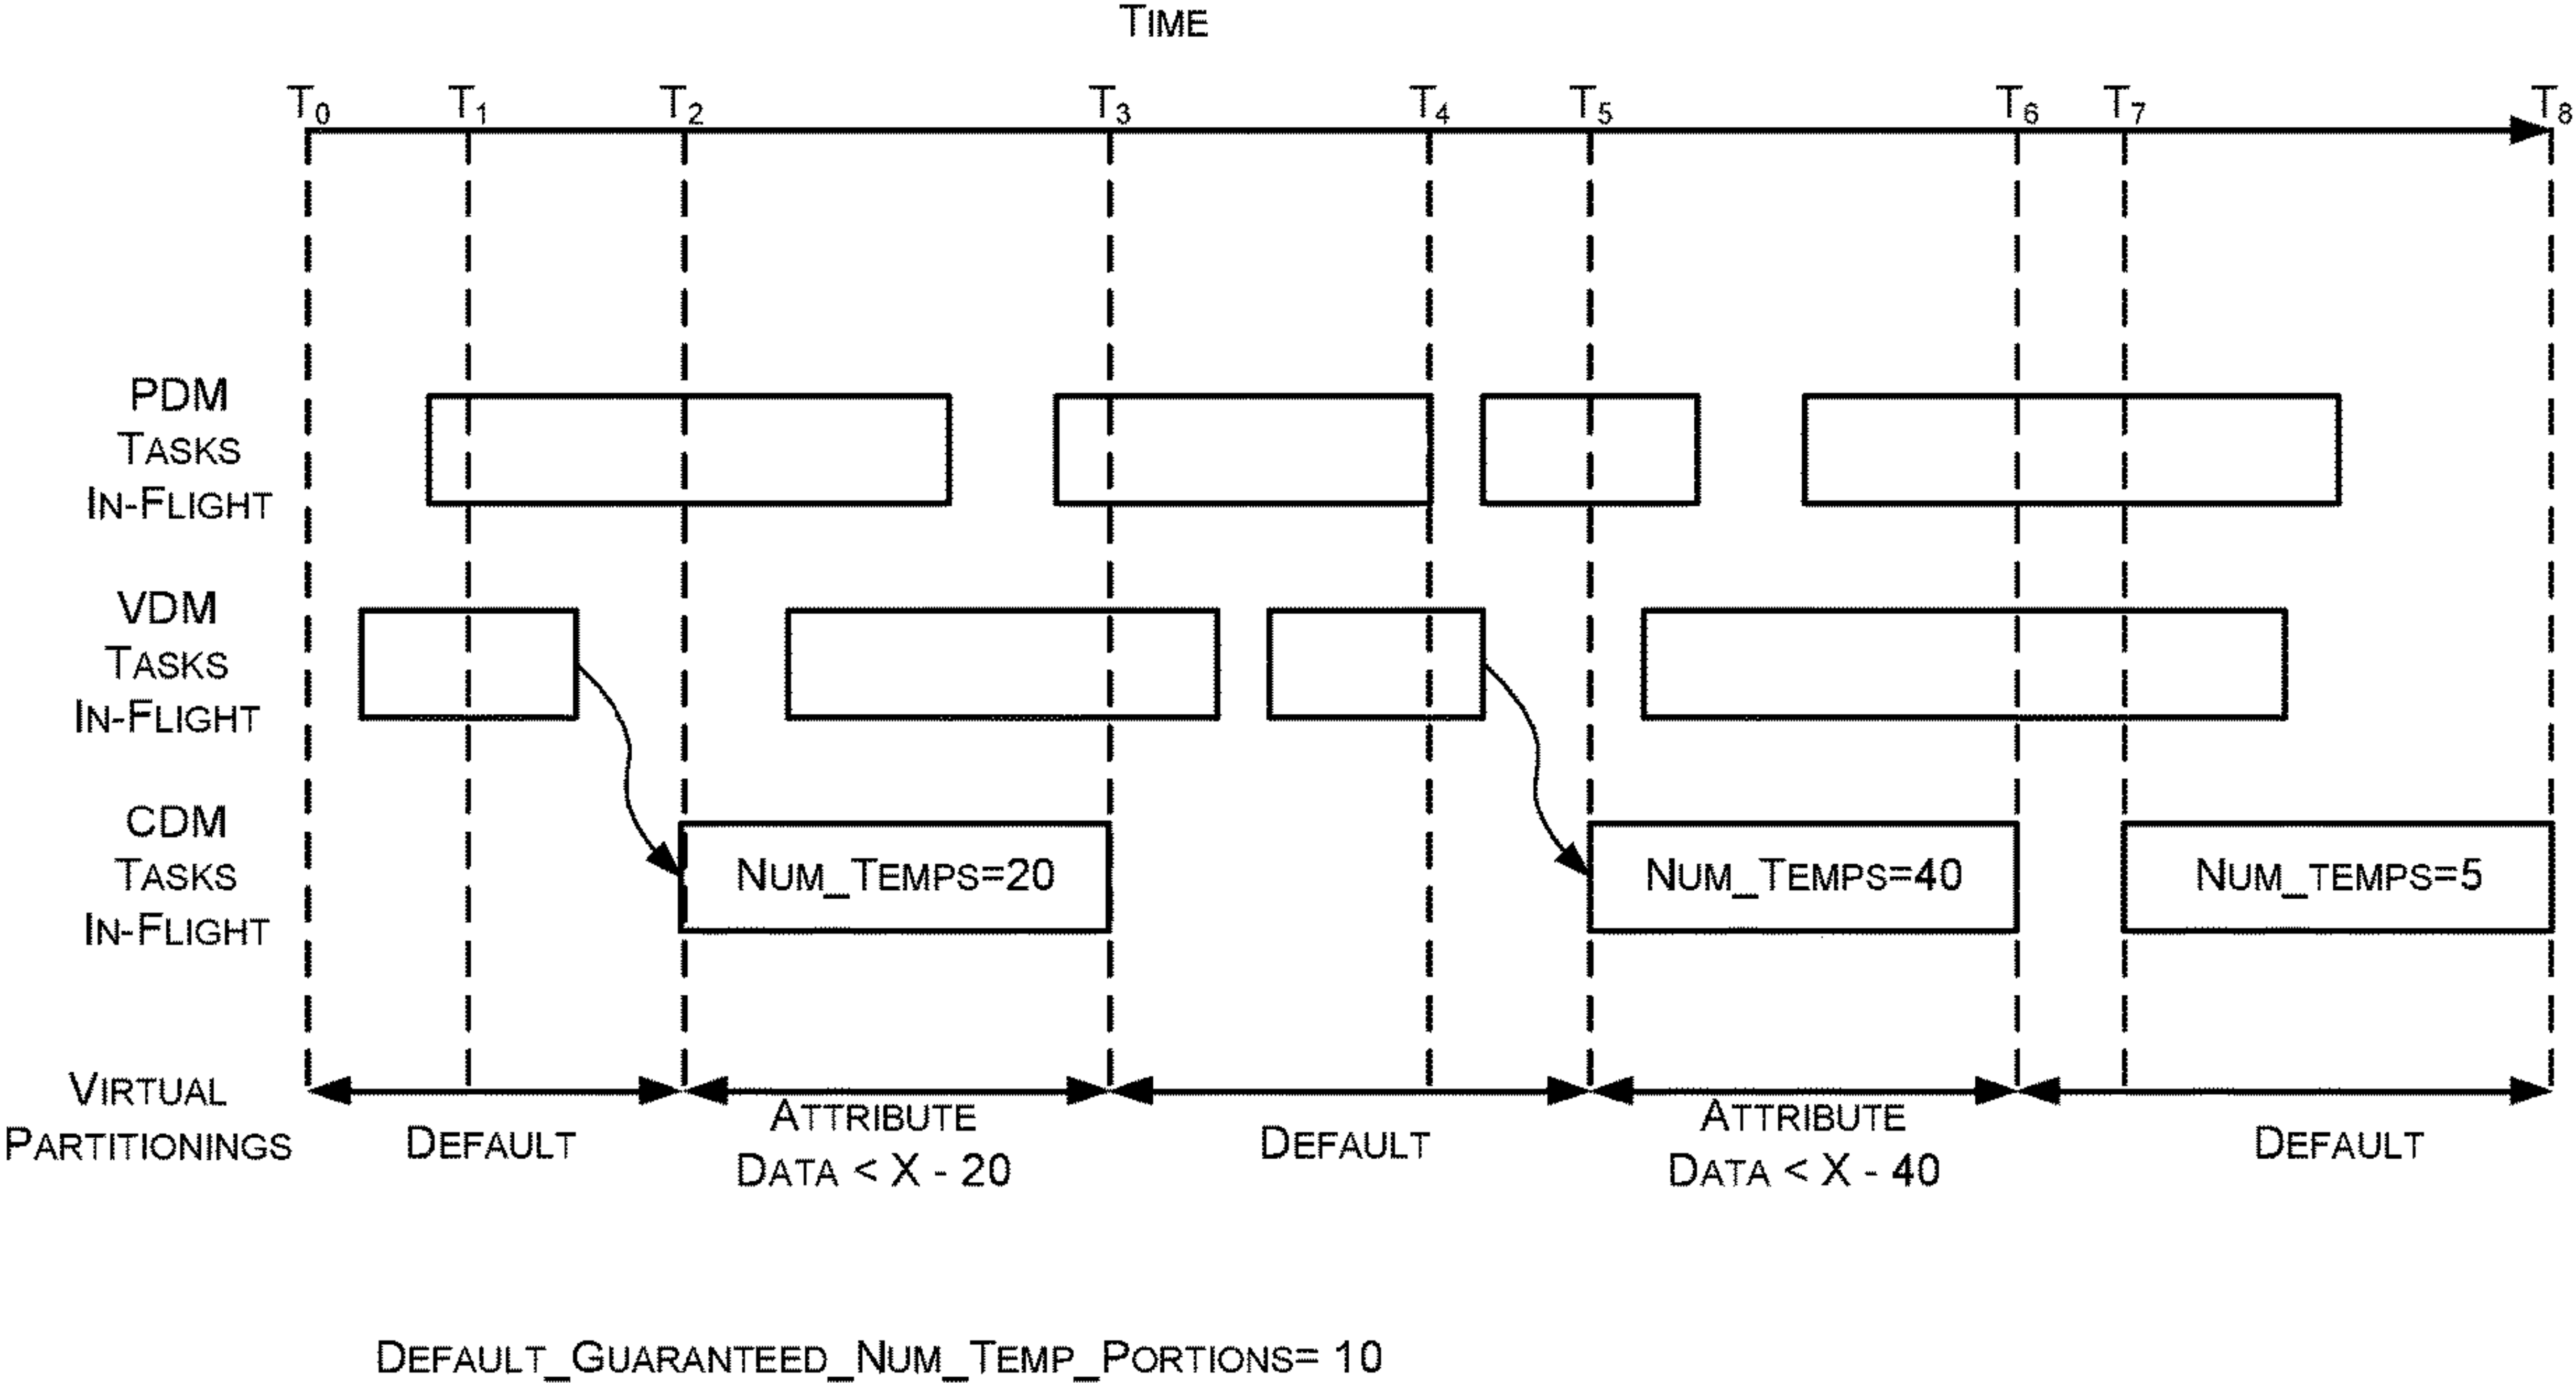 TIME
T0 T1 T2 T3 T4 T5 T6 T7 T8
PDM
TASKS
IN-FLIGHT
VDM
TASKS
IN-FLIGHT
CDM
TASKS
IN-FLIGHT
NUM_TEMPS=20
NUM_TEMPS=40
NUM_TEMPS=5
VIRTUAL
PARTITIONINGS
DEFAULT
ATTRIBUTE
DATA < X - 20
DEFAULT
ATTRIBUTE
DATA < X - 40
DEFAULT
DEFAULT_GUARANTEED_NUM_TEMP_PORTIONS= 10